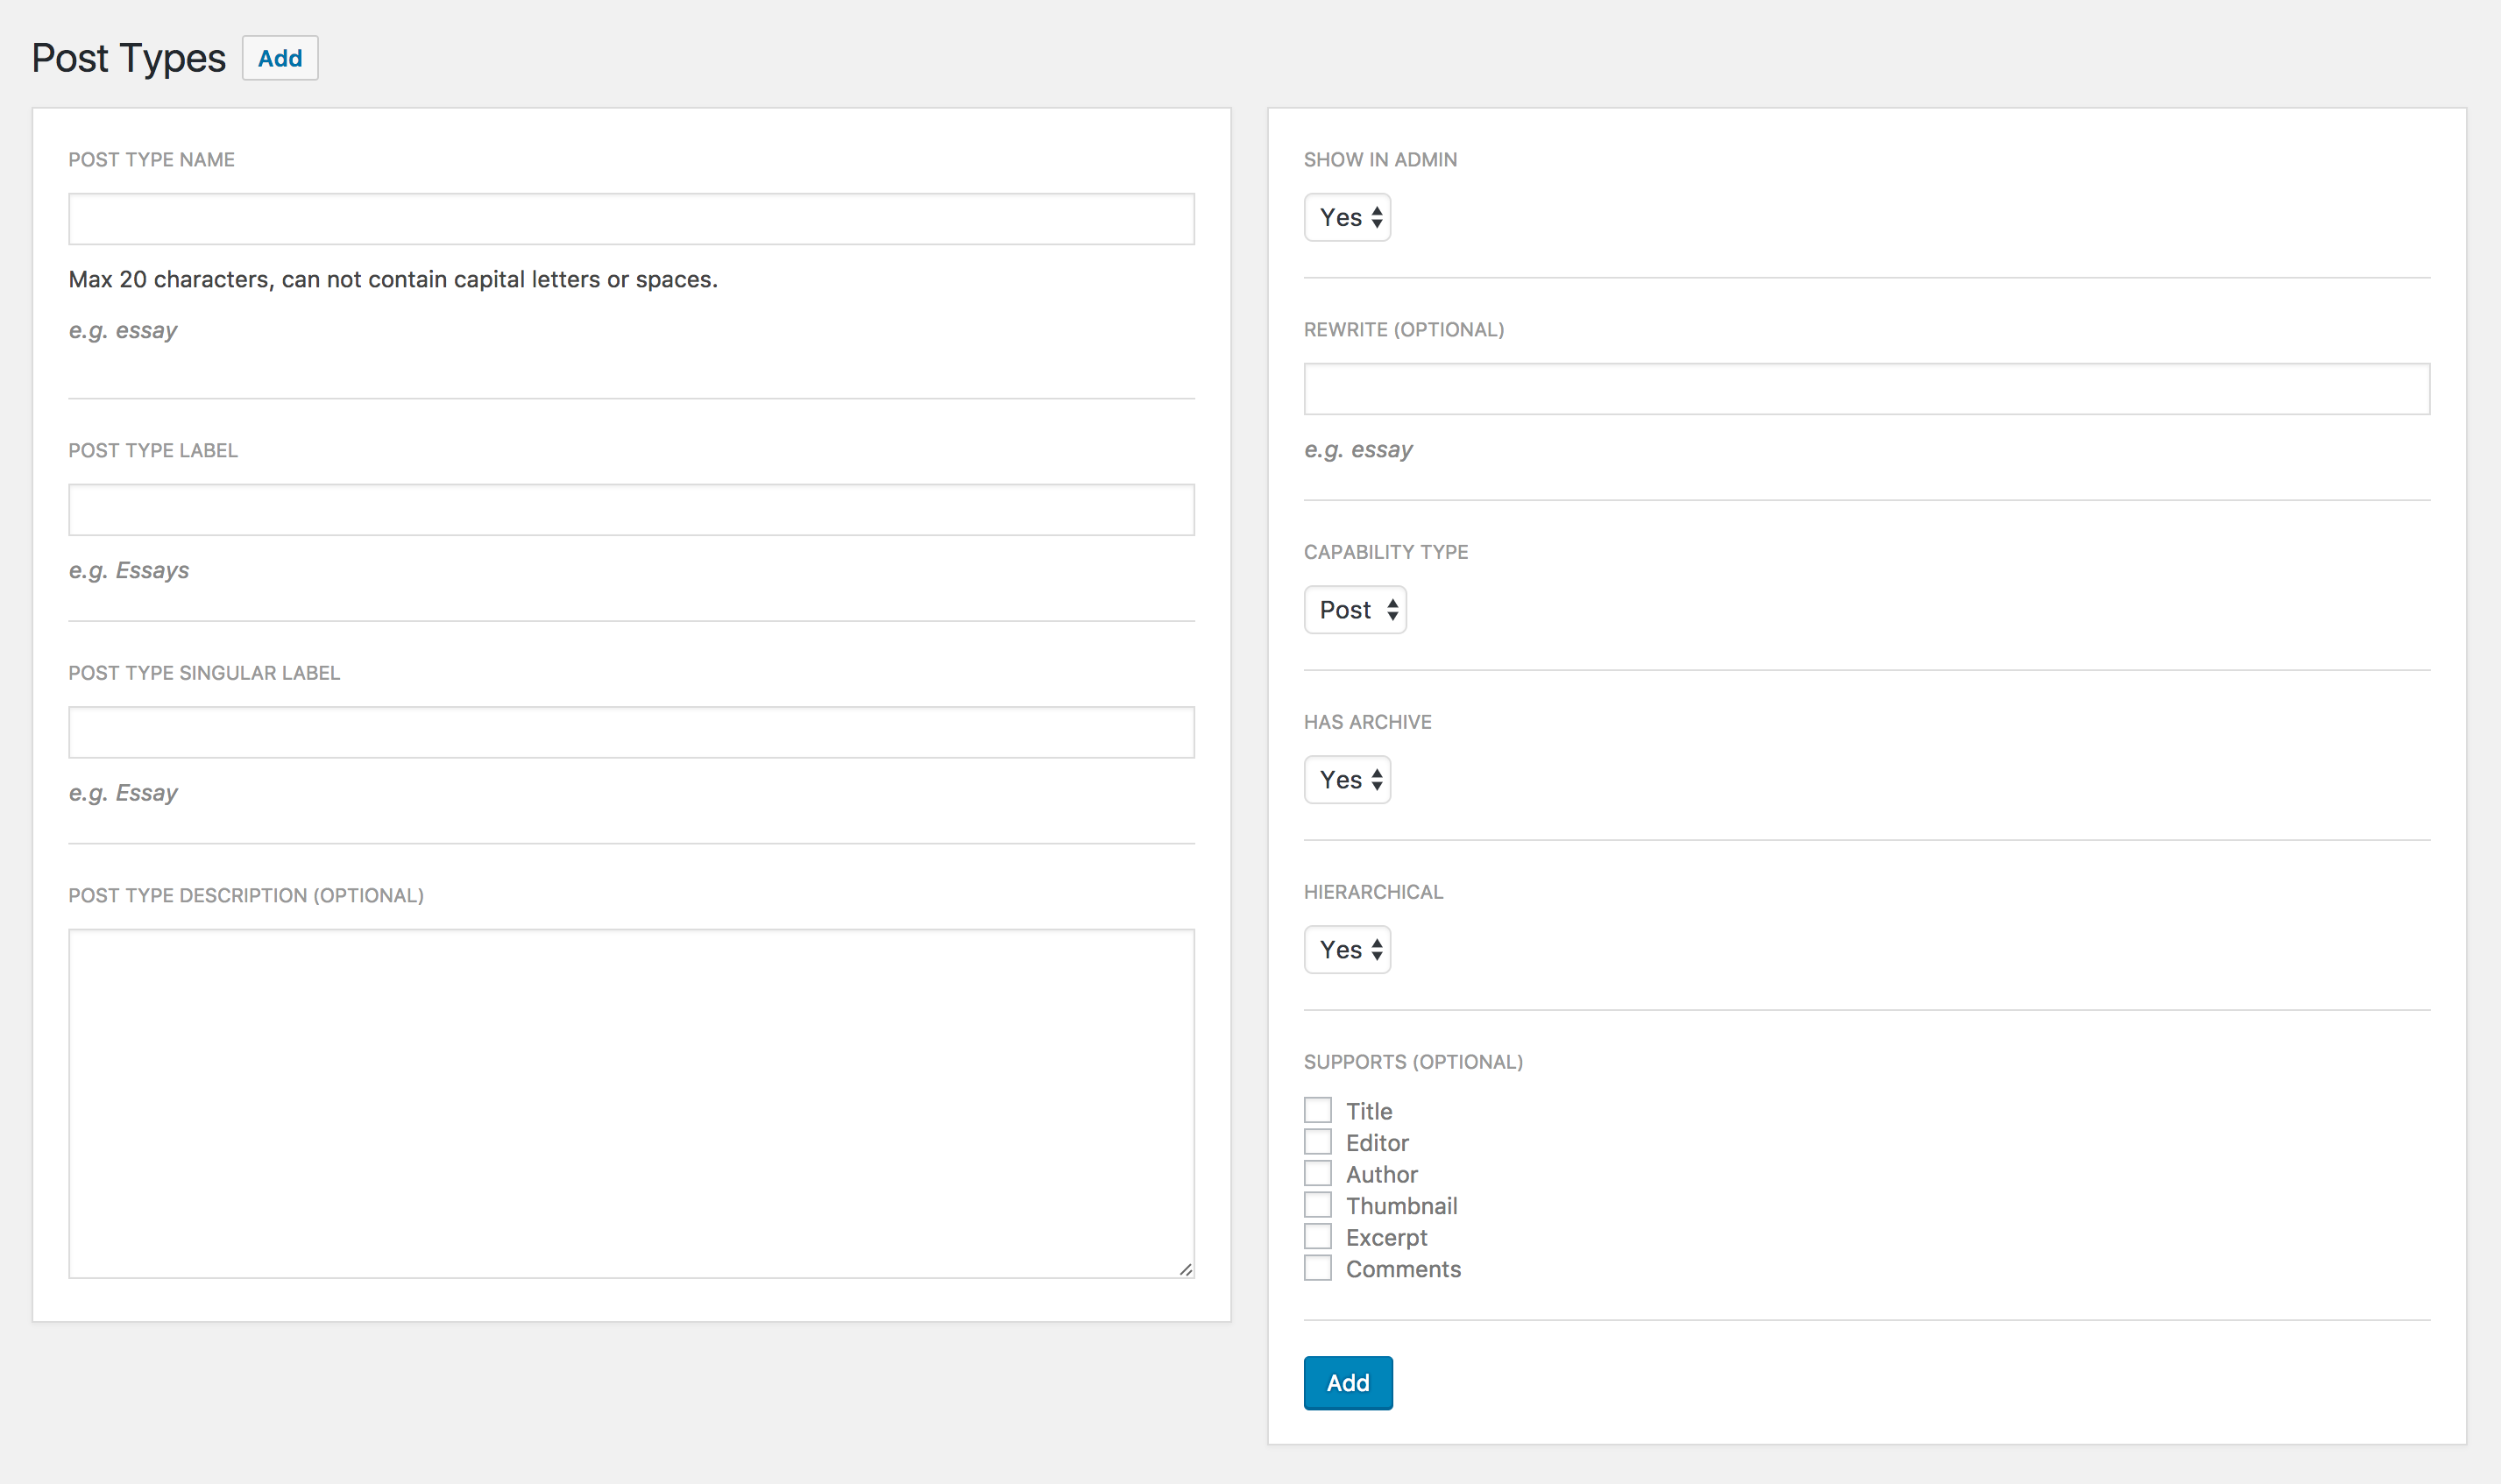 Post Types Add
POST TYPE NAME
Max 20 characters, can not contain capital letters or spaces.
e.g. essay
POST TYPE LABEL
e.g. Essays
POST TYPE SINGULAR LABEL
e.g. Essay
POST TYPE DESCRIPTION (OPTIONAL)
SHOW IN ADMIN
Yes
REWRITE (OPTIONAL)
e.g. essay
CAPABILITY TYPE
Post
HAS ARCHIVE
Yes
HIERARCHICAL
Yes
SUPPORTS (OPTIONAL)
Title
Editor
Author
Thumbnail
Excerpt
Comments
Add